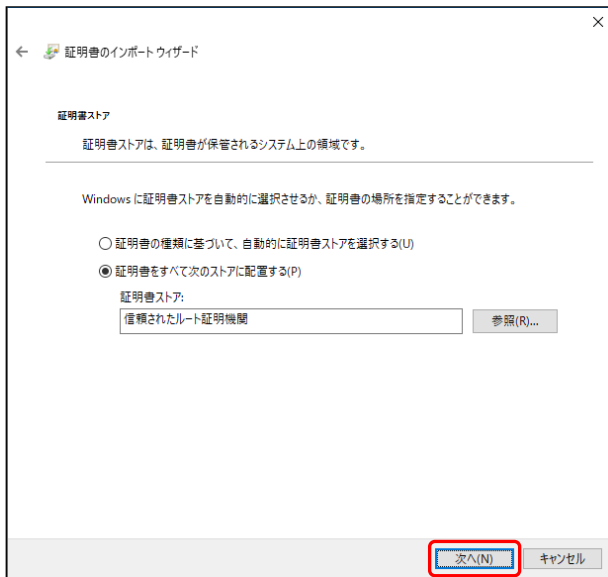 証明書のインポート ウィザード
証明書ストア
証明書ストアは、証明書が保管されるシステム上の領域です。
Windows に証明書ストアを自動的に選択させるか、証明書の場所を指定することができます。
証明書の種類に基づいて、自動的に証明書ストアを選択する(U)
証明書をすべて次のストアに配置する(P)
証明書ストア:
信頼されたルート証明機関
参照(R)...
次へ(N)
キャンセル